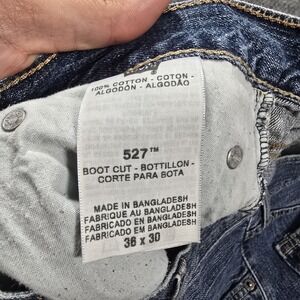 100% COTTON - COTON -
ALGODÓN - ALGODÃO
527™
BOOT CUT - BOTTILLON -
CORTE PARA BOTA
MADE IN BANGLADESH
FABRIQUE AU BANGLADESH
FABRICADO EN BANGLADESH
FABRICADO EM BANGLADESH
36 x 30